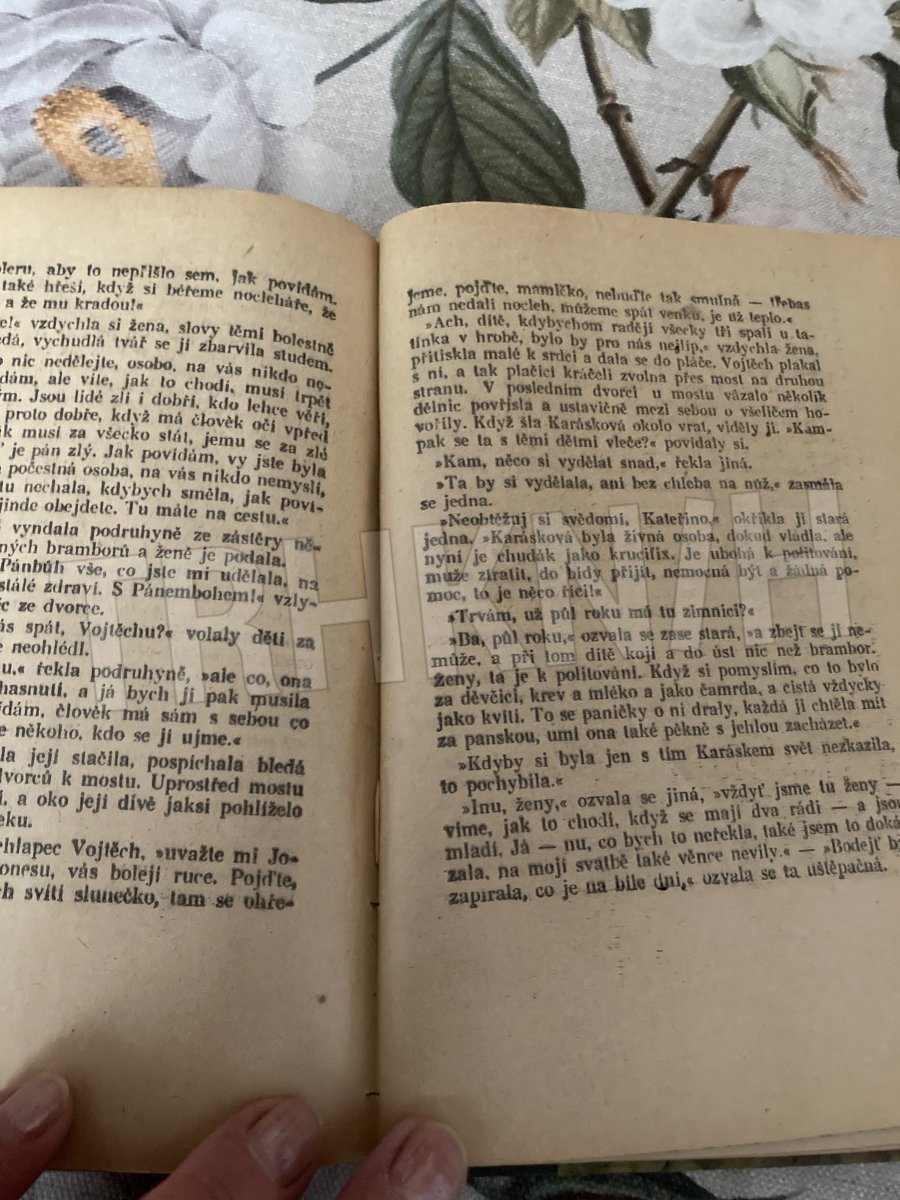 oleru, aby to nepřišlo sem. Jak povídám,
také hřeší, když si béřeme nocleháře, že
a že mu kradou!«
e!« vzdychla si žena, slovy těmi bolestně
edá, vychudlá tvář se jí zbarvila studem.
o nic nedělejte, osobo, na vás nikdo ne-
dám, ale víte, jak to chodí, musí trpět
ým. Jsou lidé zlí i dobří, kdo lehce věří,
proto dobře, když má člověk oči vpřed
ík musí za všecko stát, jemu se za zlé
ť je pán zlý. Jak povídám, vy jste byla
a počestná osoba, na vás nikdo nemyslí,
tu nechala, kdybych směla, jak poví-
jinde obejdete. Tu máte na cestu.«
vyndala podruhyně ze zástěry ně-
ných bramborů a ženě je podala.
Pánbůh vše, co jste mi udělala, na
stálé zdraví. S Pánembohem!« vzly-
c ze dvorce.
ás spát, Vojtěchu?« volaly děti za
e neohlédl.
u,« řekla podruhyně, »ale co, ona
hasnutí, a já bych ji pak musila
ídám, člověk má sám s sebou co
e někoho, kdo se jí ujme.«
la její stačila, pospíchala bledá
dvorců k mostu. Uprostřed mostu
í, a oko její divě jaksi pohlíželo
eku.
chlapec Vojtěch, »uvažte mi Jo-
onesu, vás bolejí ruce. Pojďte,
h svítí slunečko, tam se ohře-
jeme, pojďte, mamičko, nebuďte tak smutná — třebas
nám nedali nocleh, můžeme spát venku, je už teplo.«
»Ach, dítě, kdybychom raději všecky tři spali u ta-
tínka v hrobě, bylo by pro nás nejlíp,« vzdychla žena,
přitiskla malé k srdci a dala se do pláče. Vojtěch plakal
s ní, a tak plačící kráčeli zvolna přes most na druhou
stranu. V posledním dvorci u mostu vázalo několik
dělnic povřísla a ustavičně mezi sebou o všeličem ho-
vořily. Když šla Karásková okolo vrat, viděly ji. »Kam-
pak se ta s těmi dětmi vleče?« povídaly si.
»Kam, něco si vydělat snad,« řekla jiná.
»Ta by si vydělala, ani bez chleba na nůž,« zasmála
se jedna.
»Neobtěžuj si svědomí, Kateřino,« okřikla ji stará
jedna. »Karásková byla živná osoba, dokud vládla, ale
nyní je chudák jako krucifix. Je ubohá k politování,
muže ztratit, do bídy přijít, nemocná být a žádná po-
moc, to je něco říci!«
»Trvám, už půl roku má tu zimnici?«
»Ba, půl roku,« ozvala se zase stará, »a zbejt se jí ne-
může, a při tom dítě kojí a do úst nic než brambor.
Ženy, ta je k politování. Když si pomyslím, co to bylo
za děvčici, krev a mléko a jako čamrda, a čistá vždycky
jako kvítí. To se paničky o ni draly, každá ji chtěla mít
za panskou, umí ona také pěkně s jehlou zacházet.«
»Kdyby si byla jen s tím Karáskem svět nezkazila,
to pochybila.«
»Inu, ženy,« ozvala se jiná, »vždyť jsme tu ženy —
víme, jak to chodí, když se mají dva rádi — a jsou
mladí. Já — nu, co bych to neřekla, také jsem to doká-
zala, na mojí svatbě také věnce nevily.« — »Bodejť b
zapírala, co je na bíle dni,« ozvala se ta úštěpačná.